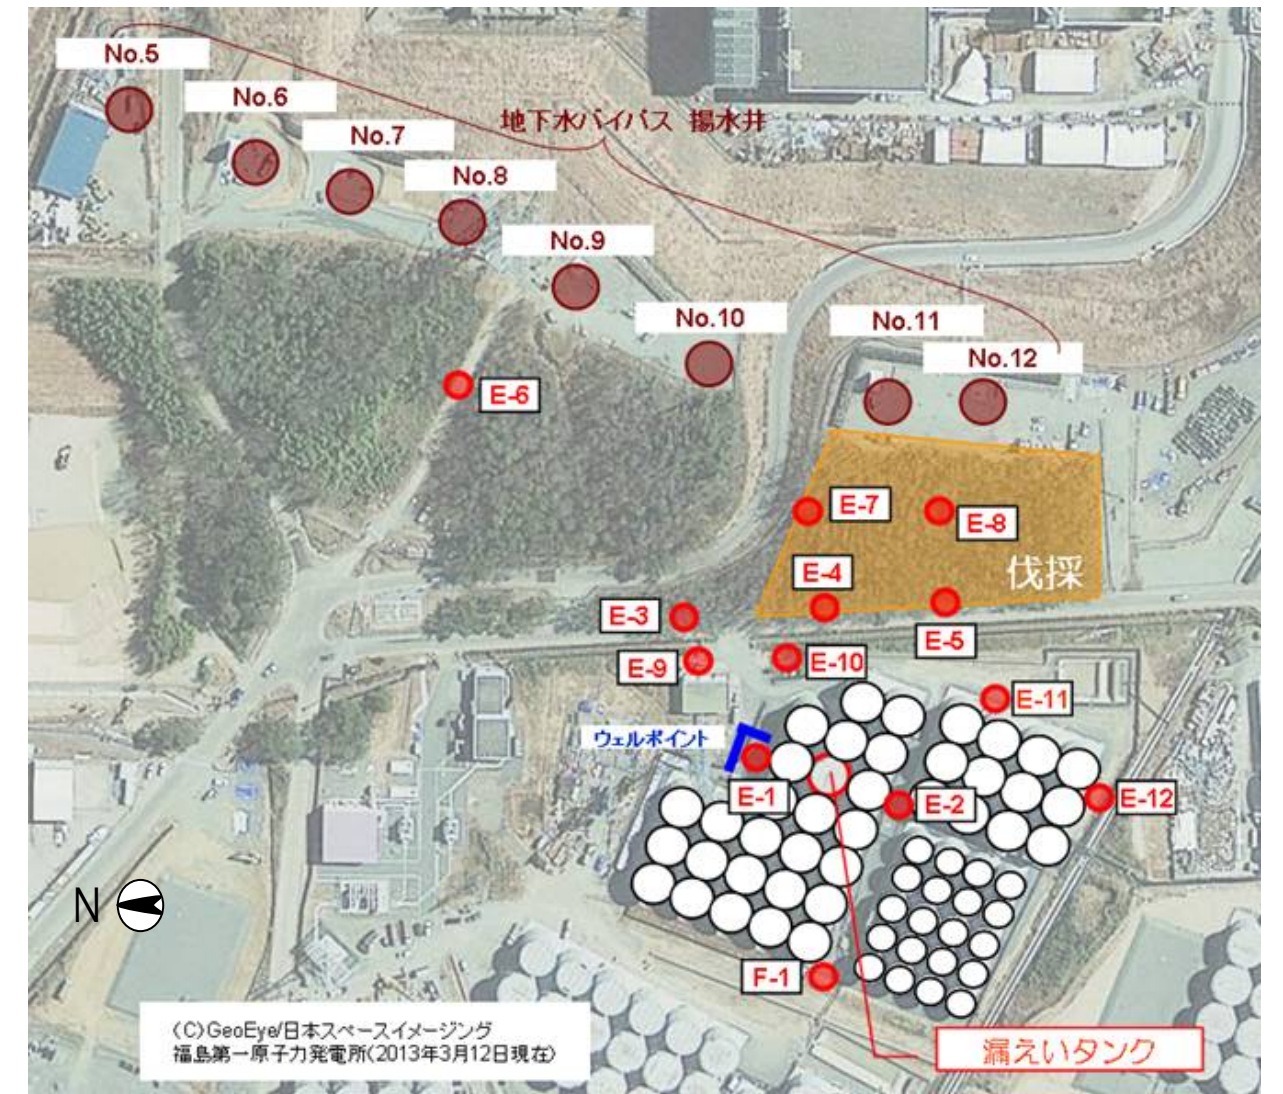 No.5
No.6
No.7
地下水バイパス 揚水井
No.8
No.9
No.10
No.11
No.12
E-6
E-7
E-8
伐採
E-4
E-3
E-5
E-9
E-10
E-11
ウェルポイント
E-1
E-2
E-12
N
F-1
(C)GeoEye/日本スペースイメージング
福島第一原子力発電所(2013年3月12日現在)
漏えいタンク